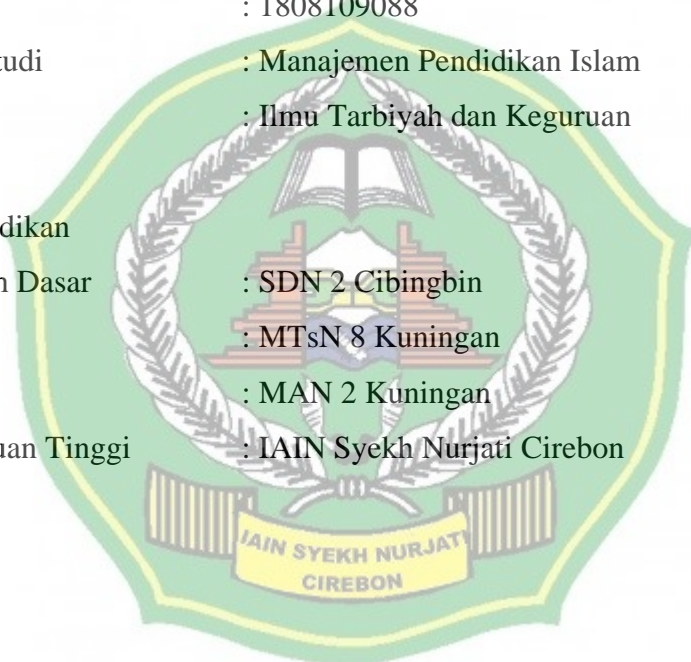 : 1808109088
tudi : Manajemen Pendidikan Islam
: Ilmu Tarbiyah dan Keguruan
dikan
n Dasar : SDN 2 Cibingbin
: MTsN 8 Kuningan
: MAN 2 Kuningan
uan Tinggi : IAIN Syekh Nurjati Cirebon
IAIN SYEKH NURJATI
CIREBON